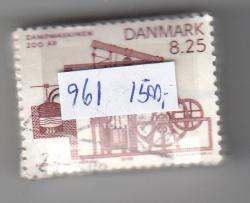 DAMPMASKINEN
200 ÅR
DANMARK
8.25
961 1500,-